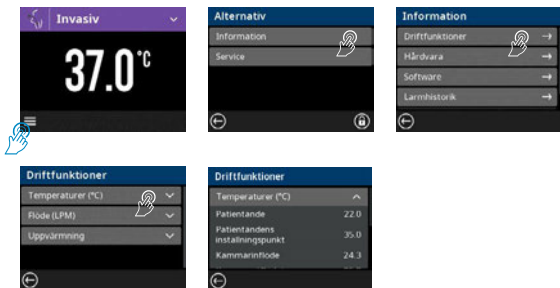 Invasiv
37.0°C
Alternativ
Information
Service
Information
Driftfunktioner
Hårdvara
Software
Larmhistorik
Driftfunktioner
Temperaturer (°C)
Flöde (LPM)
Uppvärmning
Driftfunktioner
Temperaturer (°C)
Patientände 22.0
Patientändens
inställningspunkt 35.0
Kammarinflöde 24.3